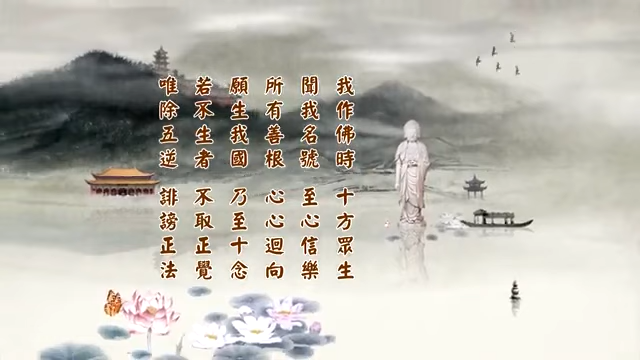 我作佛時 十方眾生
聞我名號 至心信樂
所有善根 心心迴向
願生我國 乃至十念
若不生者 不取正覺
唯除五逆 誹謗正法